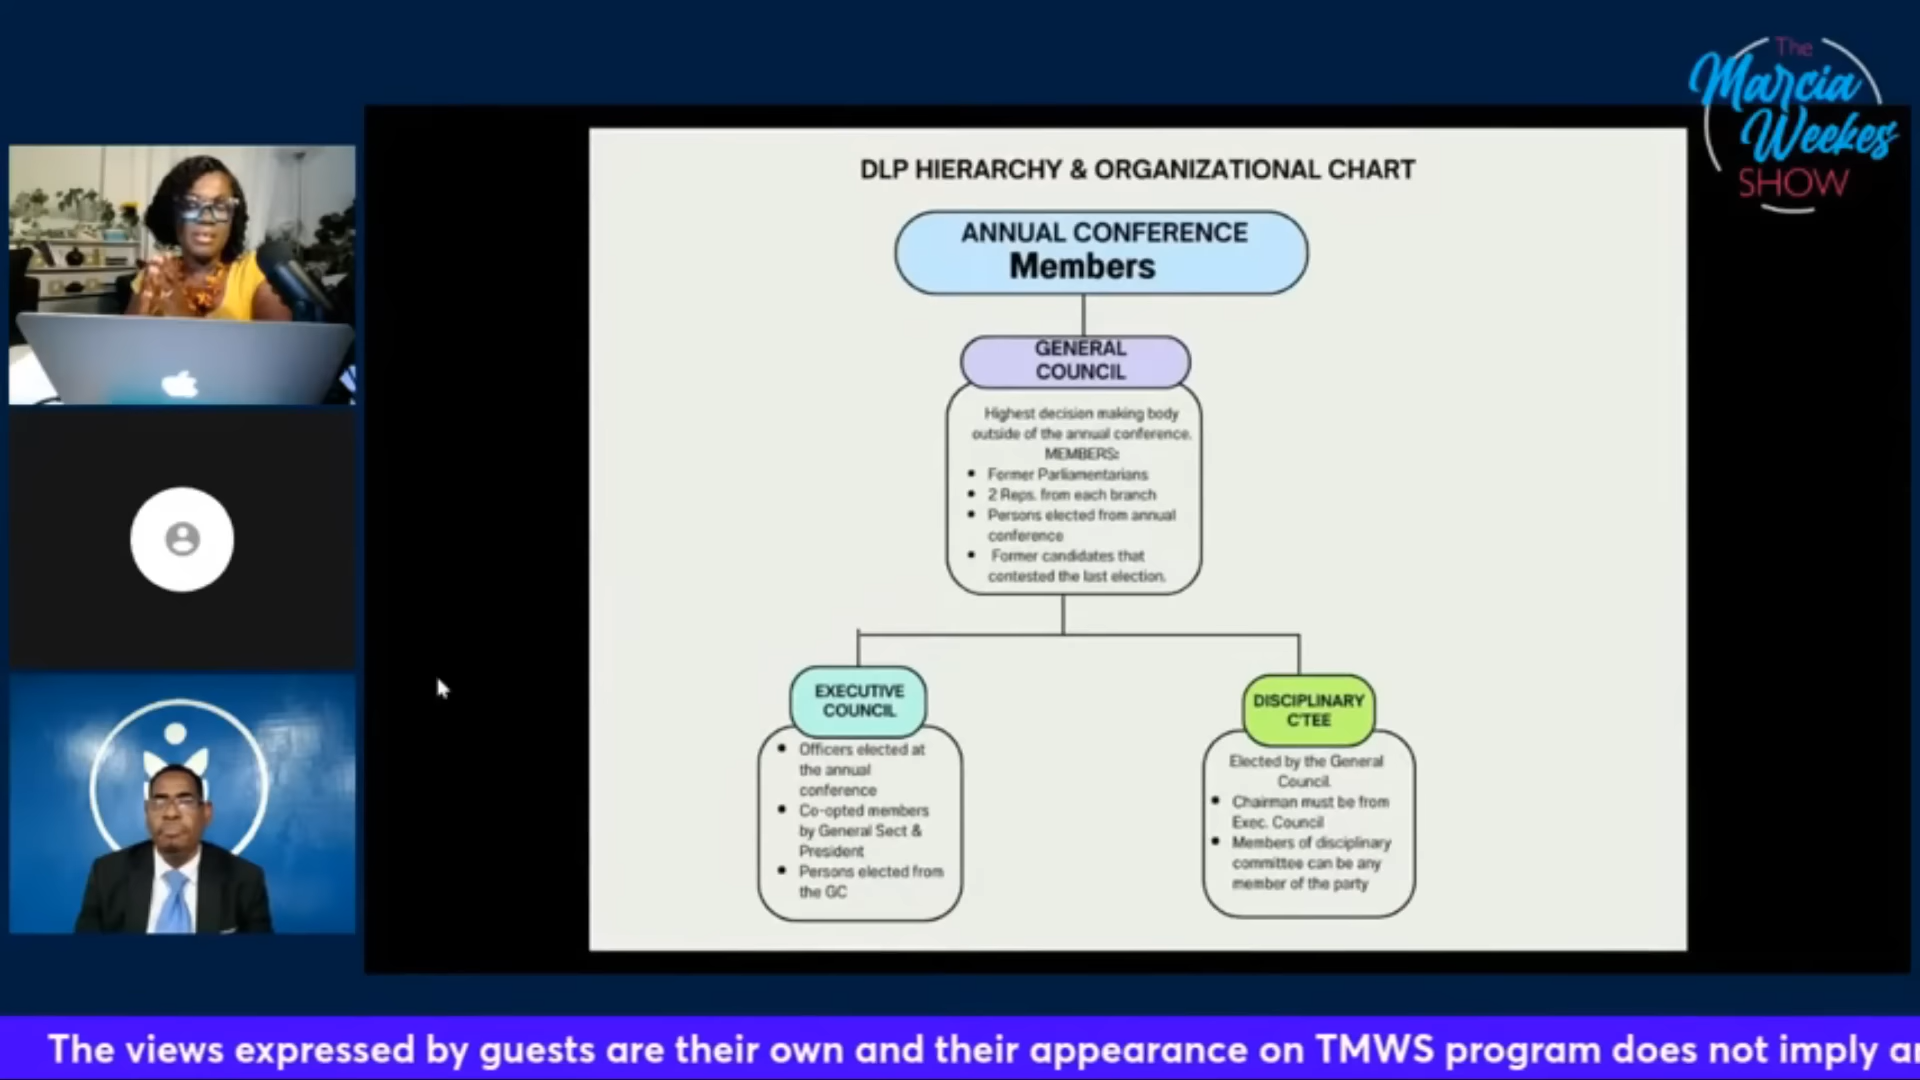 The
Marcia
Weekes
SHOW
DLP HIERARCHY & ORGANIZATIONAL CHART
ANNUAL CONFERENCE
Members
GENERAL
COUNCIL
Highest decision making body
outside of the annual conference.
MEMBERS:
• Former Parliamentarians
• 2 Reps. from each branch
• Persons elected from annual
conference
• Former candidates that
contested the last election.
EXECUTIVE
COUNCIL
• Officers elected at
the annual
conference
• Co-opted members
by General Sect &
President
• Persons elected from
the GC
DISCIPLINARY
C'TEE
Elected by the General
Council.
• Chairman must be from
Exec. Council
• Members of disciplinary
committee can be any
member of the party
The views expressed by guests are their own and their appearance on TMWS program does not imply